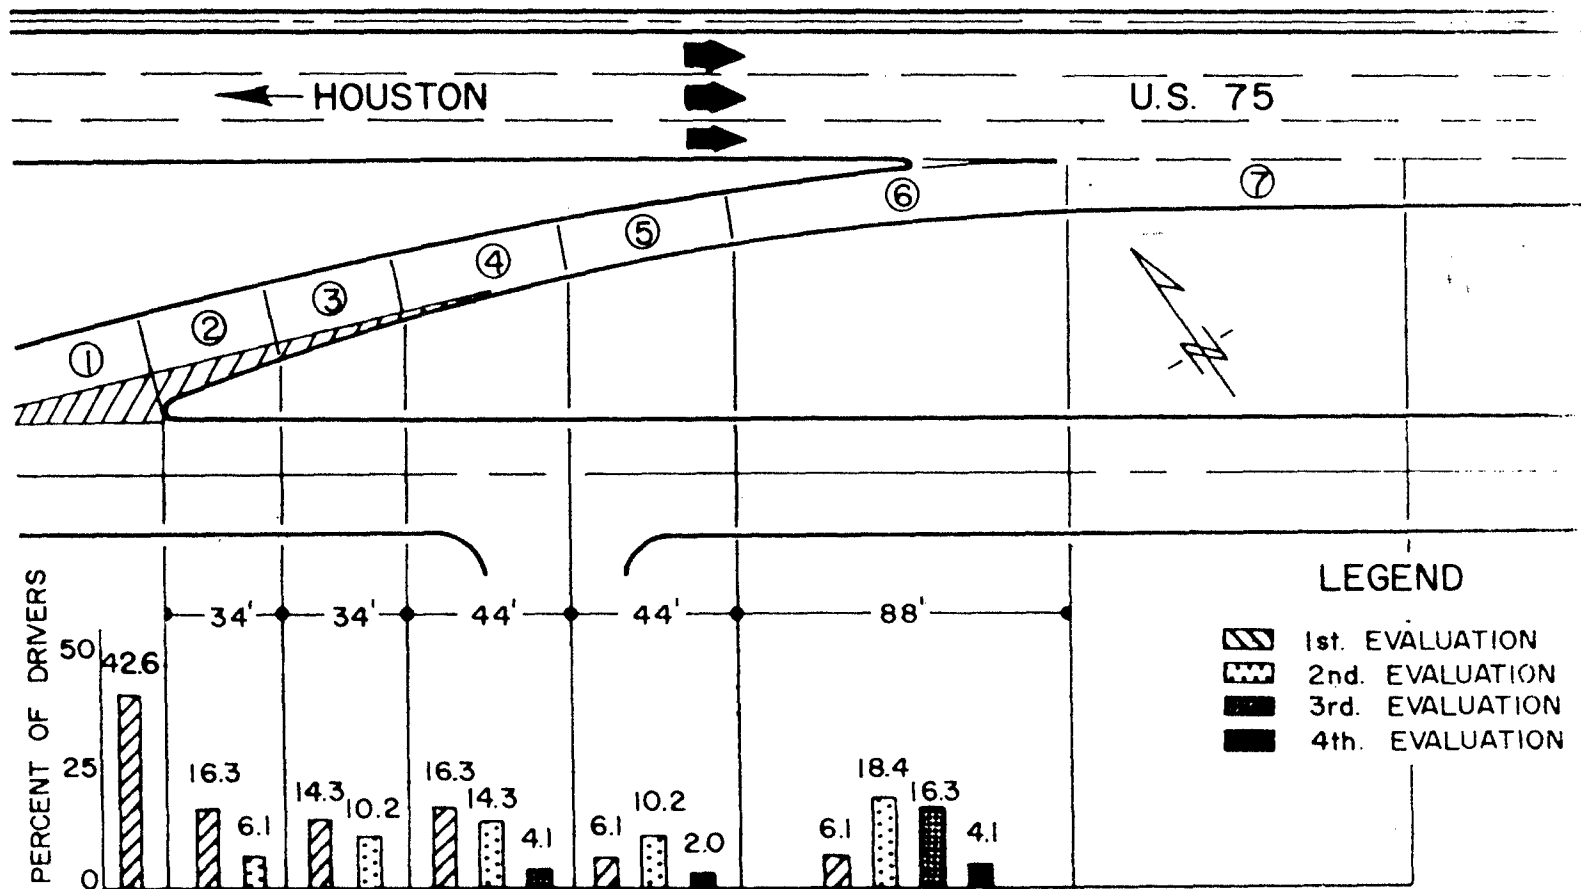 HOUSTON
U.S. 75
7
6
5
4
3
2
1
N
LEGEND
1st. EVALUATION
2nd. EVALUATION
3rd. EVALUATION
4th. EVALUATION
34' 34' 44' 44' 88'
PERCENT OF DRIVERS
50
25
0
42.6
16.3
6.1
14.3
10.2
16.3
14.3
4.1
6.1
10.2
2.0
6.1
18.4
16.3
4.1